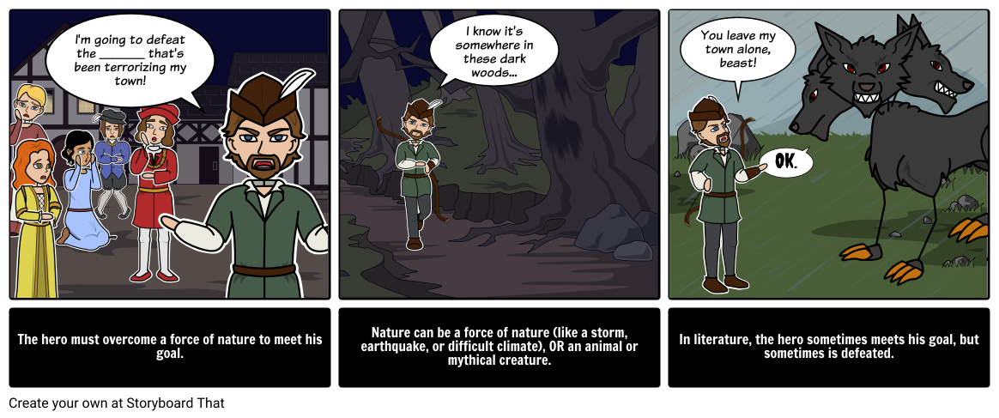 I'm going to defeat
the _______ that's
been terrorizing my
town!
The hero must overcome a force of nature to meet his
goal.
I know it's
somewhere in
these dark
woods...
Nature can be a force of nature (like a storm,
earthquake, or difficult climate), OR an animal or
mythical creature.
You leave my
town alone,
beast!
OK.
In literature, the hero sometimes meets his goal, but
sometimes is defeated.
Create your own at Storyboard That